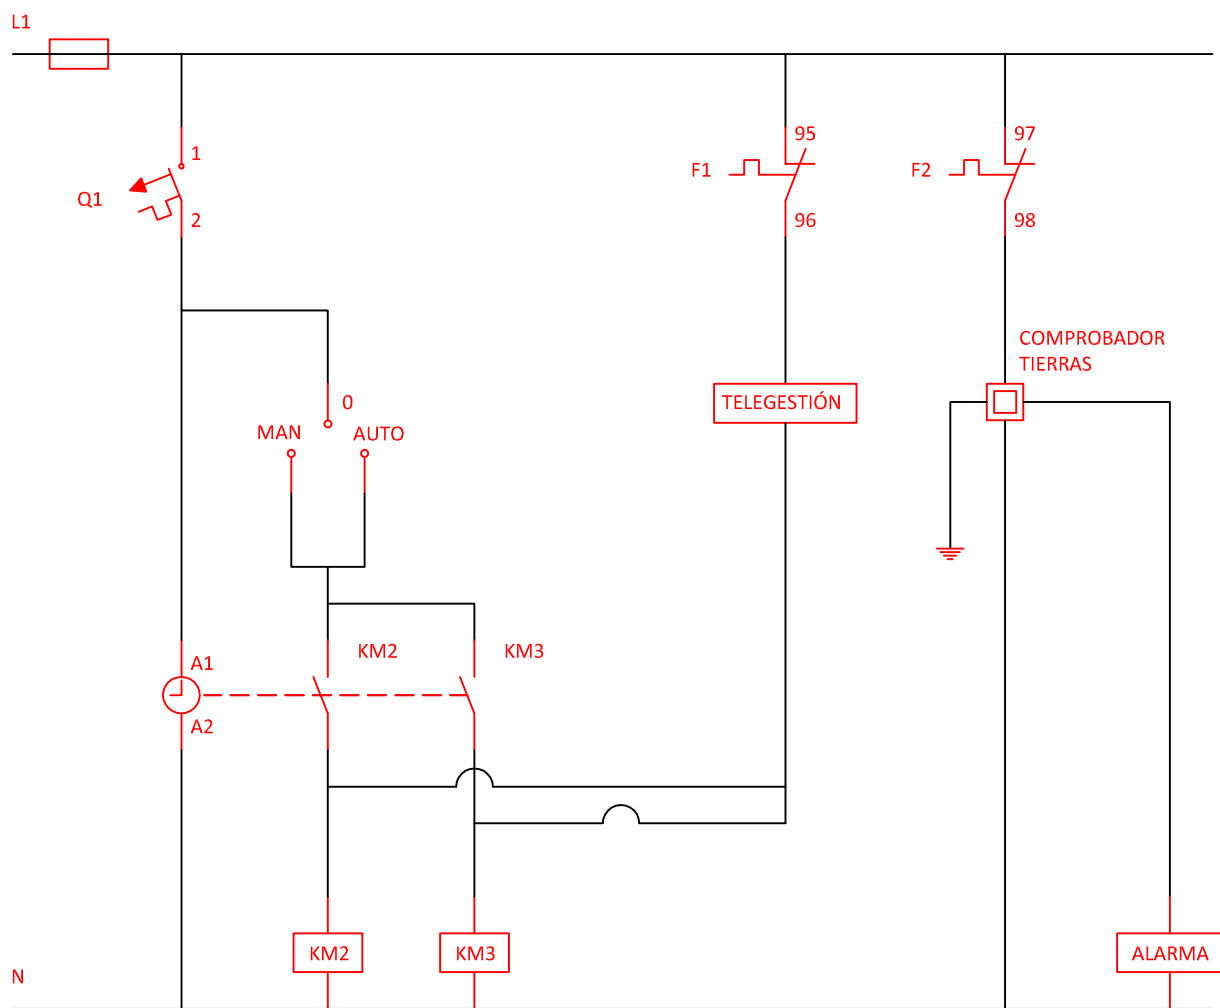 L1
1
Q1
2
95
F1
96
97
F2
98
0
MAN
AUTO
COMPROBADOR
TIERRAS
TELEGESTIÓN
KM2
KM3
A1
A2
KM2
KM3
ALARMA
N